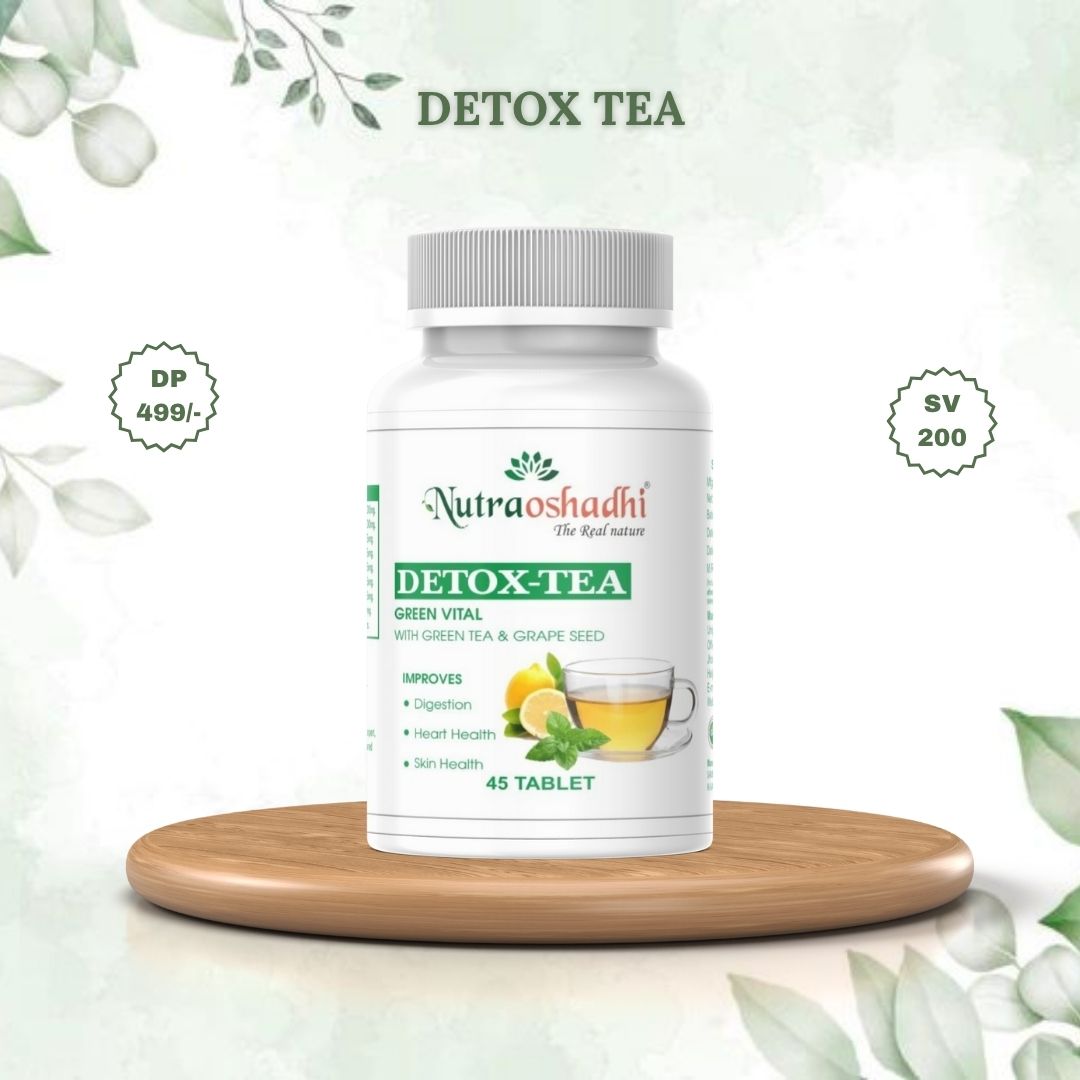 DETOX TEA
DP
499/-
SV
200
Nutraoshadhi®
The Real nature
DETOX-TEA
GREEN VITAL
WITH GREEN TEA & GRAPE SEED
IMPROVES
• Digestion
• Heart Health
• Skin Health
45 TABLET